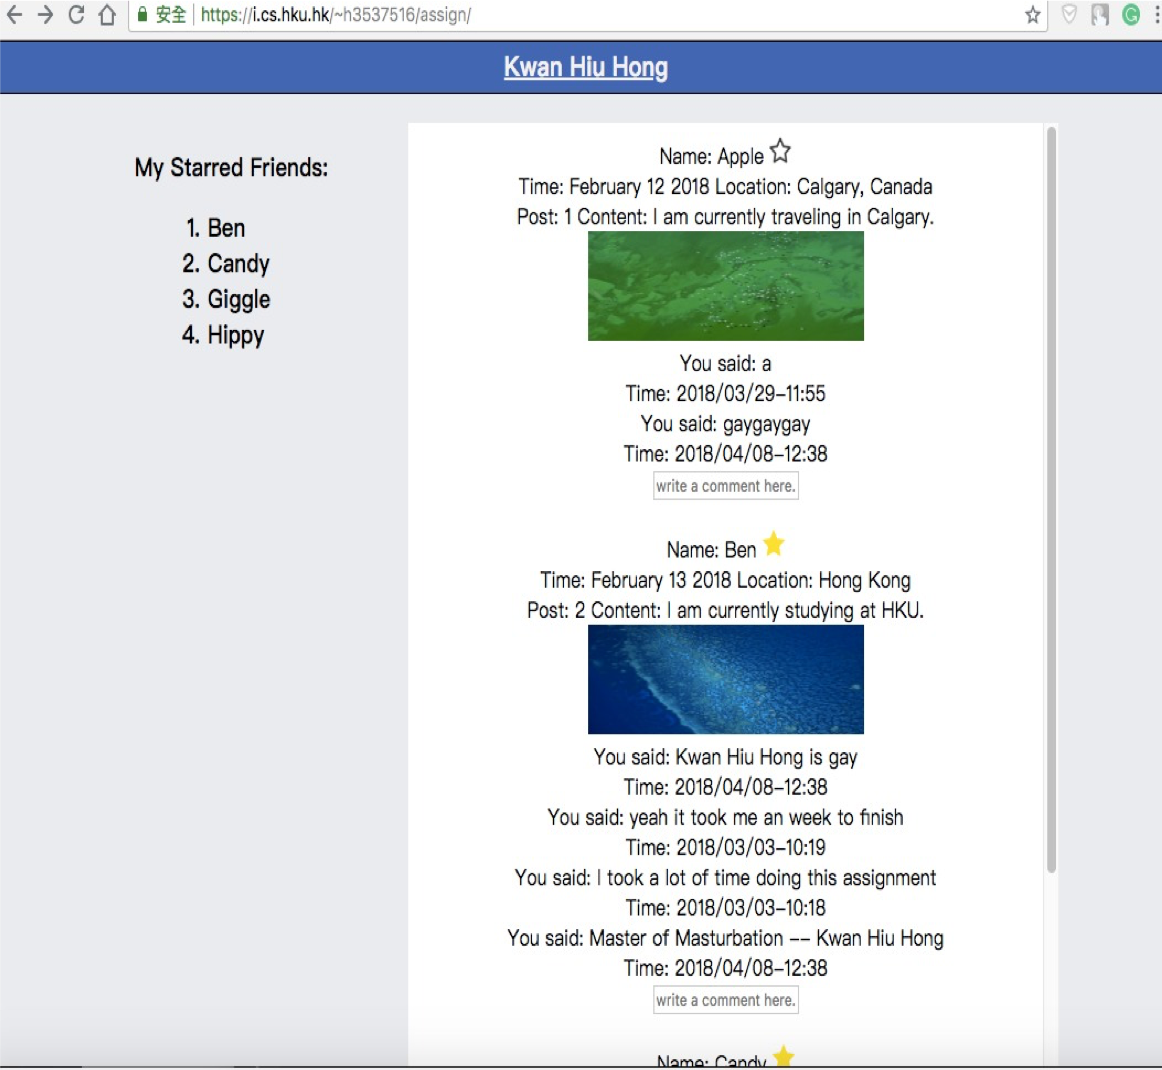 安全 https://i.cs.hku.hk/~h3537516/assign/
Kwan Hiu Hong
My Starred Friends:
1. Ben
2. Candy
3. Giggle
4. Hippy
Name: Apple
Time: February 12 2018 Location: Calgary, Canada
Post: 1 Content: I am currently traveling in Calgary.
You said: a
Time: 2018/03/29–11:55
You said: gaygaygay
Time: 2018/04/08–12:38
write a comment here.
Name: Ben
Time: February 13 2018 Location: Hong Kong
Post: 2 Content: I am currently studying at HKU.
You said: Kwan Hiu Hong is gay
Time: 2018/04/08–12:38
You said: yeah it took me an week to finish
Time: 2018/03/03–10:19
You said: I took a lot of time doing this assignment
Time: 2018/03/03–10:18
You said: Master of Masturbation –– Kwan Hiu Hong
Time: 2018/04/08–12:38
write a comment here.
Name: Candy